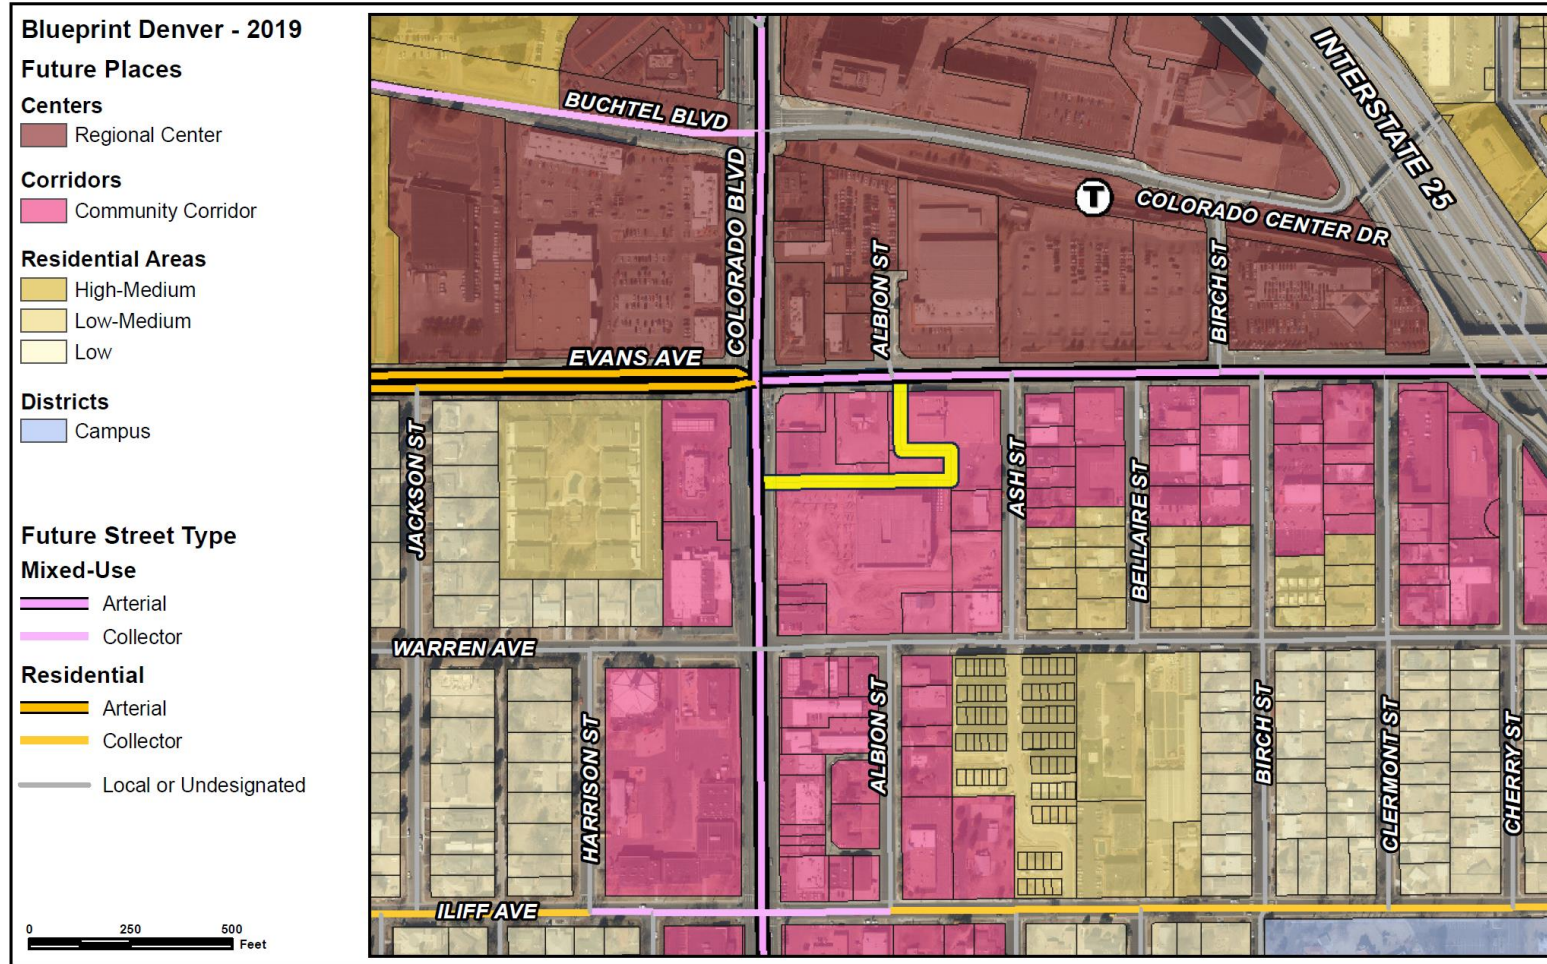 Blueprint Denver - 2019
Future Places
Centers
Regional Center
Corridors
Community Corridor
Residential Areas
High-Medium
Low-Medium
Low
Districts
Campus
Future Street Type
Mixed-Use
Arterial
Collector
Residential
Arterial
Collector
Local or Undesignated
0 250 500
Feet
BUCHTEL BLVD
COLORADO BLVD
INTERSTATE 25
T
COLORADO CENTER DR
ALBION ST
BIRCH ST
EVANS AVE
JACKSON ST
ASH ST
BELLAIRE ST
WARREN AVE
HARRISON ST
ALBION ST
BIRCH ST
CLERMONT ST
CHERRY ST
ILIFF AVE